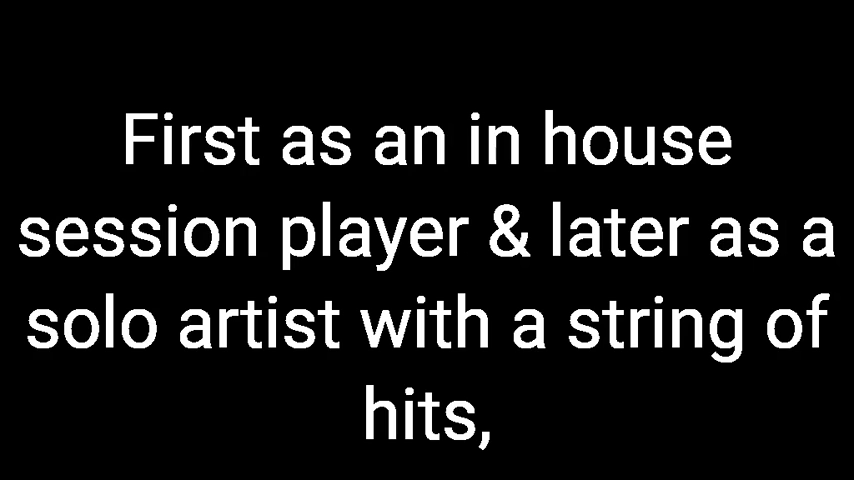 First as an in house
session player & later as a
solo artist with a string of
hits,